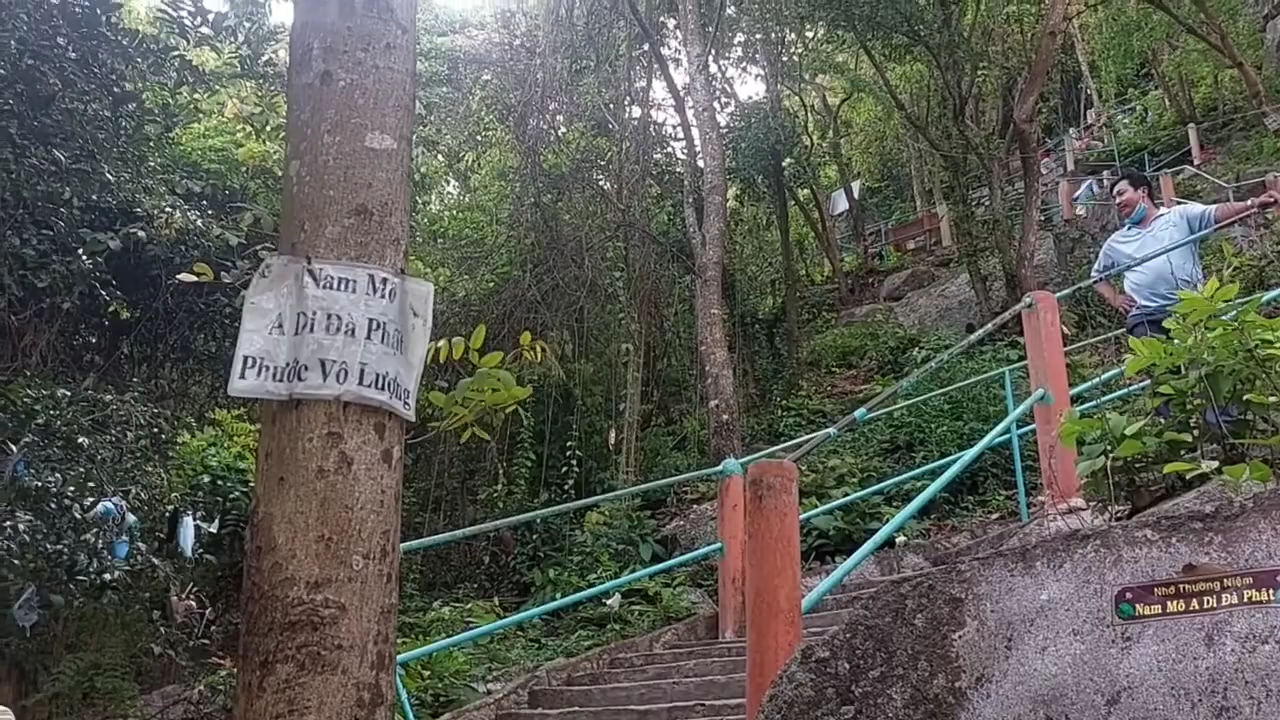 Nam Mô
A Di Đà Phật
Phước Vô Lượng
Nhớ Thường Niệm
Nam Mô A Di Đà Phật